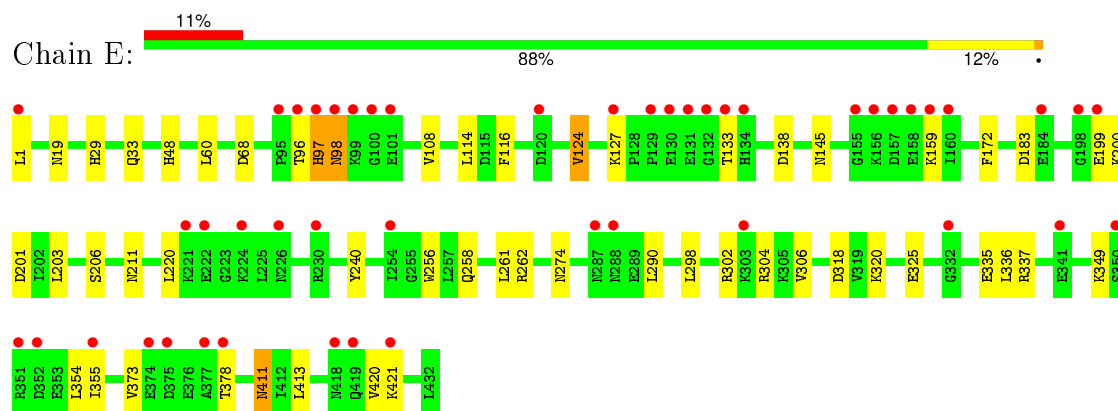 11%
Chain E:
88%
12%
L1 N19 H29 Q33 H48 L60 D68 P95 T96 H97 N98 K99 G100 E101 V108 L114 D115 F116 D120 V124 K127 P128 P129 E130 E131 G132 T133 H134 D138 N145 G155 K156 D157 E158 K159 I160 F172 D183 E184 G198 E199 K200
D201 I202 L203 S206 N211 L220 K221 E222 G223 K224 L225 N226 R230 Y240 I254 G255 W256 L257 Q258 L261 R262 N274 N287 N288 E289 L290 L298 R302 K303 R304 K305 V306 D318 V319 K320 E325 G332 E335 L336 R337 E341 K349 S350
R351 D352 E353 L354 I355 V373 E374 D375 E376 A377 T378 N411 I412 L413 N418 Q419 V420 K421 L432